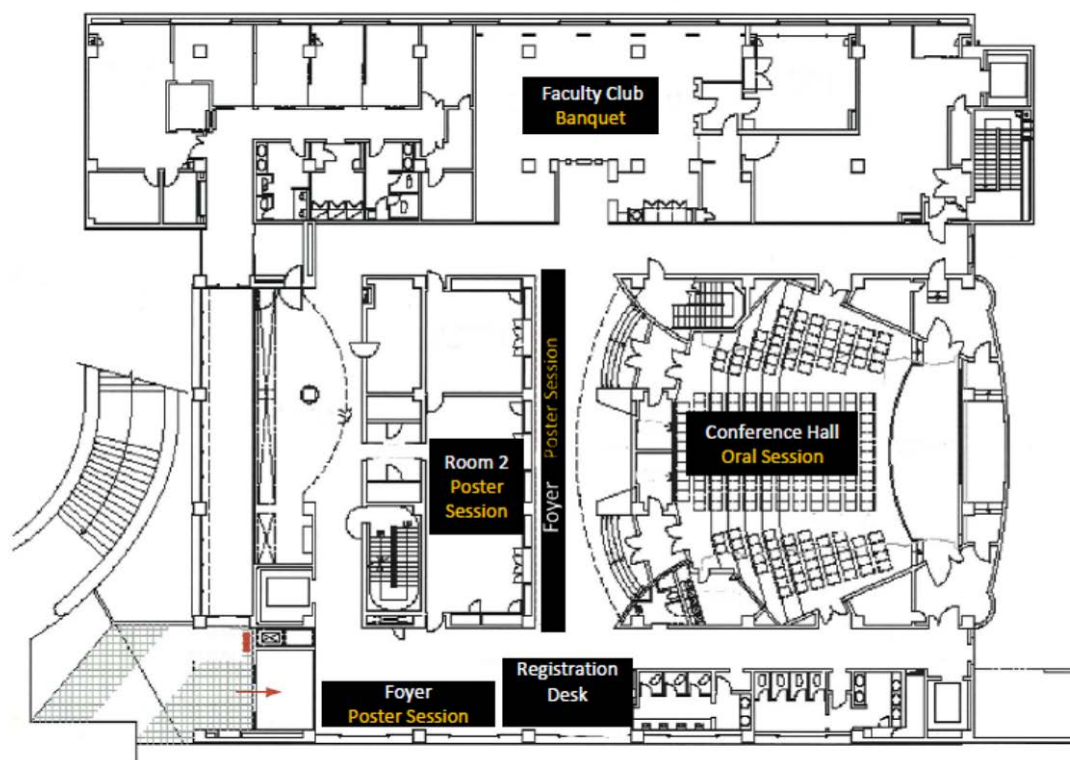 Faculty Club
Banquet
Foyer Poster Session
Room 2
Poster
Session
Conference Hall
Oral Session
Registration
Desk
Foyer
Poster Session